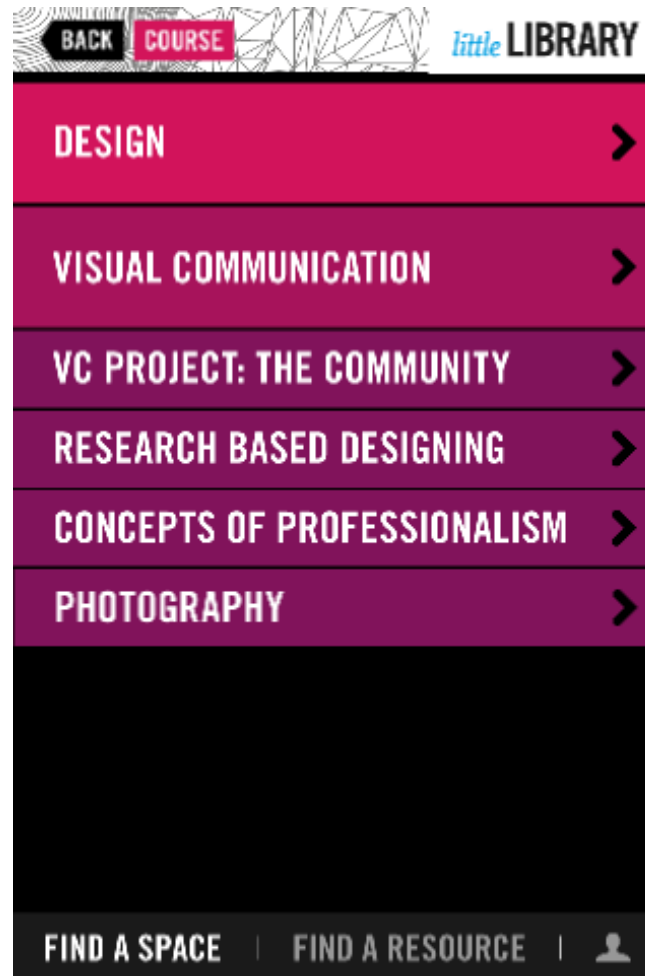 BACK COURSE little LIBRARY
DESIGN
VISUAL COMMUNICATION
VC PROJECT: THE COMMUNITY
RESEARCH BASED DESIGNING
CONCEPTS OF PROFESSIONALISM
PHOTOGRAPHY
FIND A SPACE | FIND A RESOURCE |